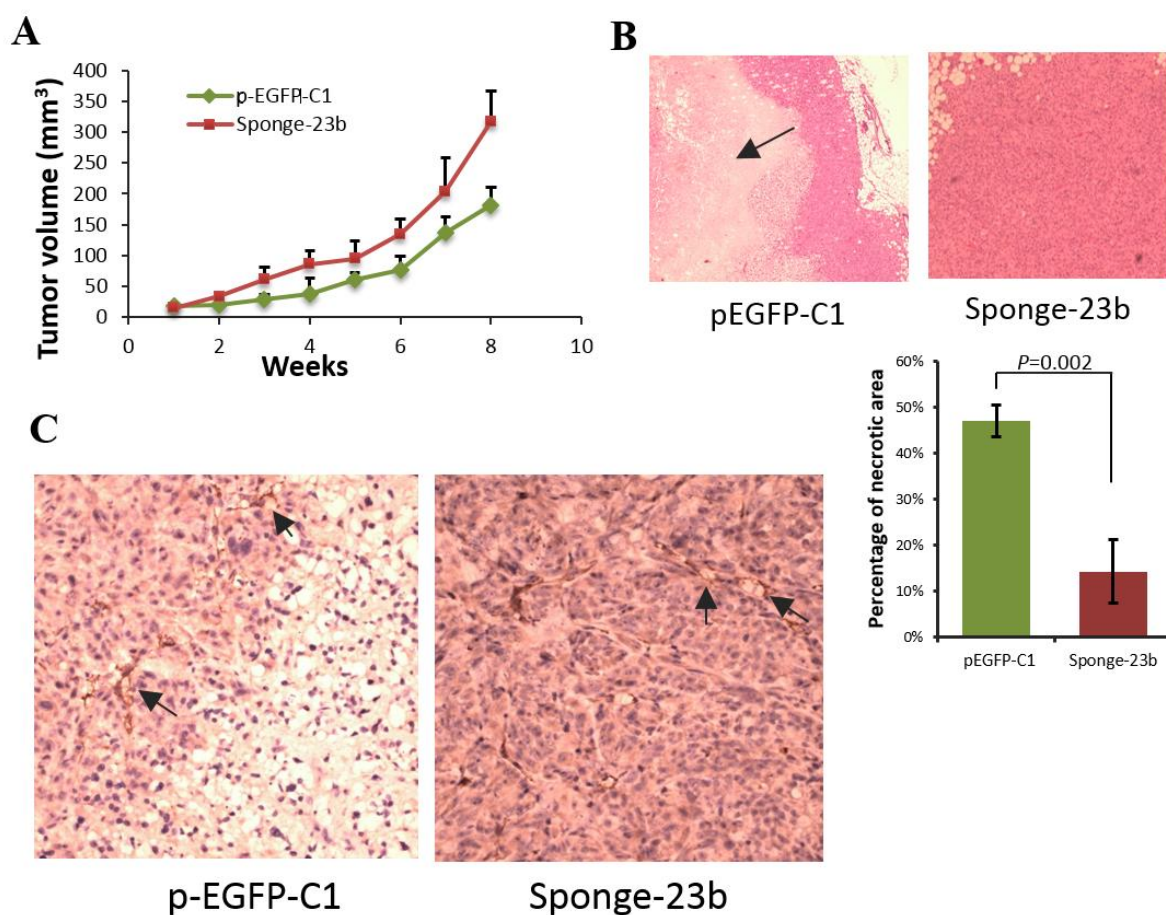 A
Tumor volume (mm³)
400
350
300
250
200
150
100
50
0
p-EGFP-C1
Sponge-23b
0
2
4
6
8
10
Weeks
B
pEGFP-C1
Sponge-23b
Percentage of necrotic area
60%
50%
40%
30%
20%
10%
0%
P=0.002
pEGFP-C1
Sponge-23b
C
p-EGFP-C1
Sponge-23b